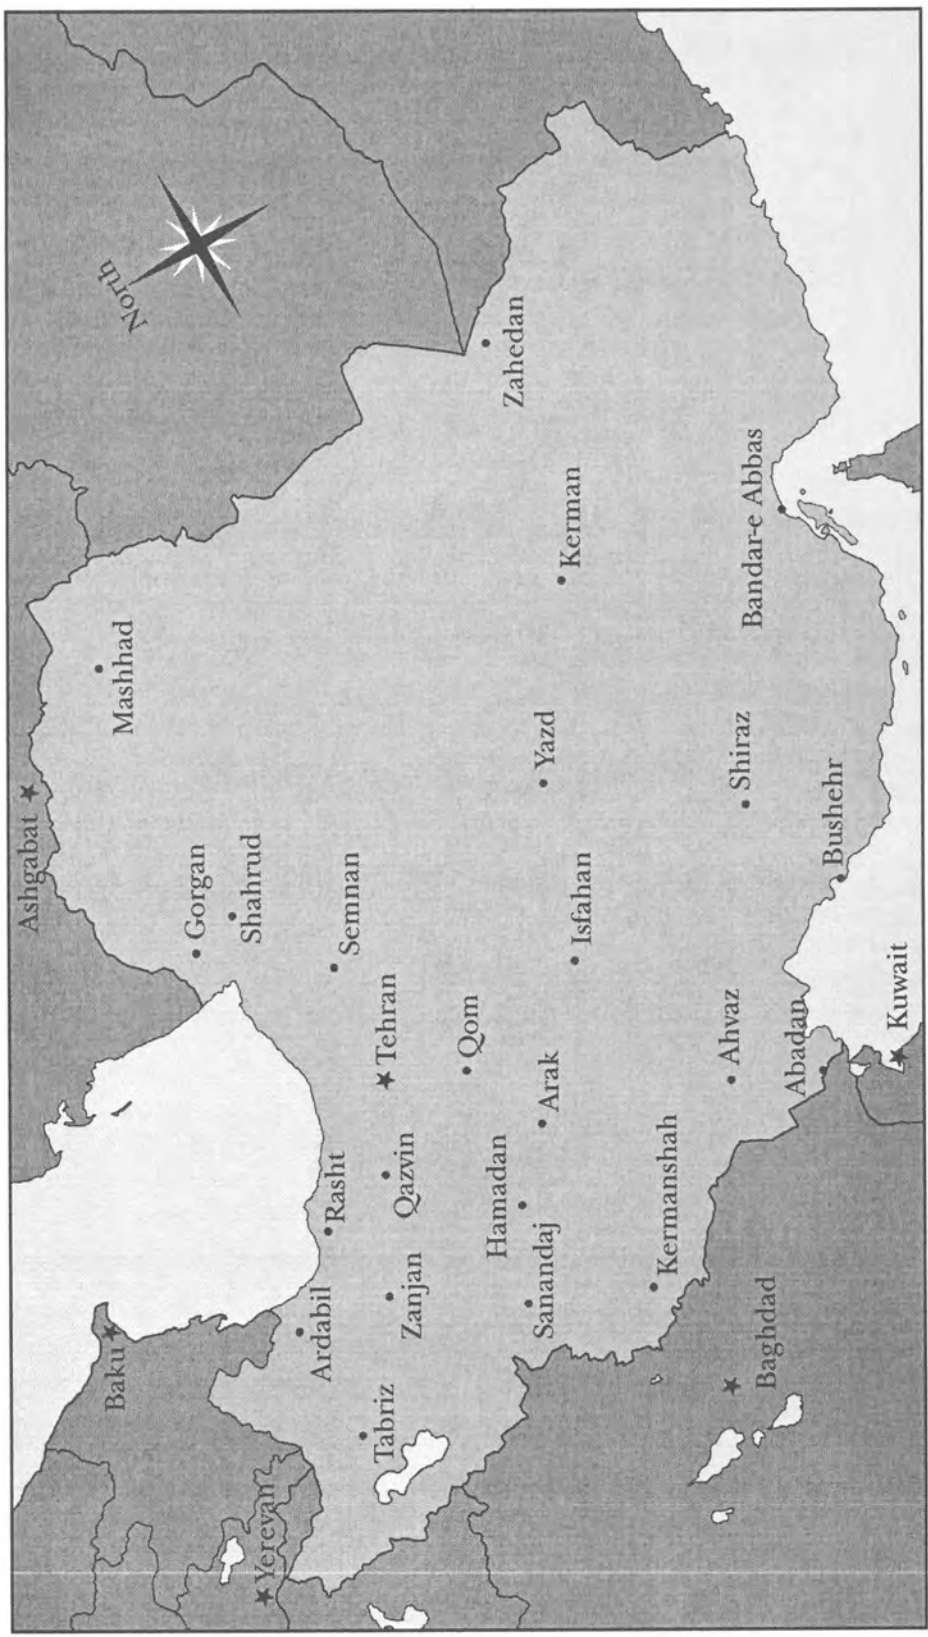 Ashgabat
Baku
Mashhad
North
Gorgan
Shahrud
Yerevan
Ardabil
Rasht
Semnan
Tabriz
Tehran
Qazvin
Zanjan
Qom
Hamadan
Zahedan
Sanandaj
Arak
Yazd
Kerman
Isfahan
Kermanshah
Ahvaz
Shiraz
Bandar-e Abbas
Baghdad
Abadan
Bushehr
Kuwait